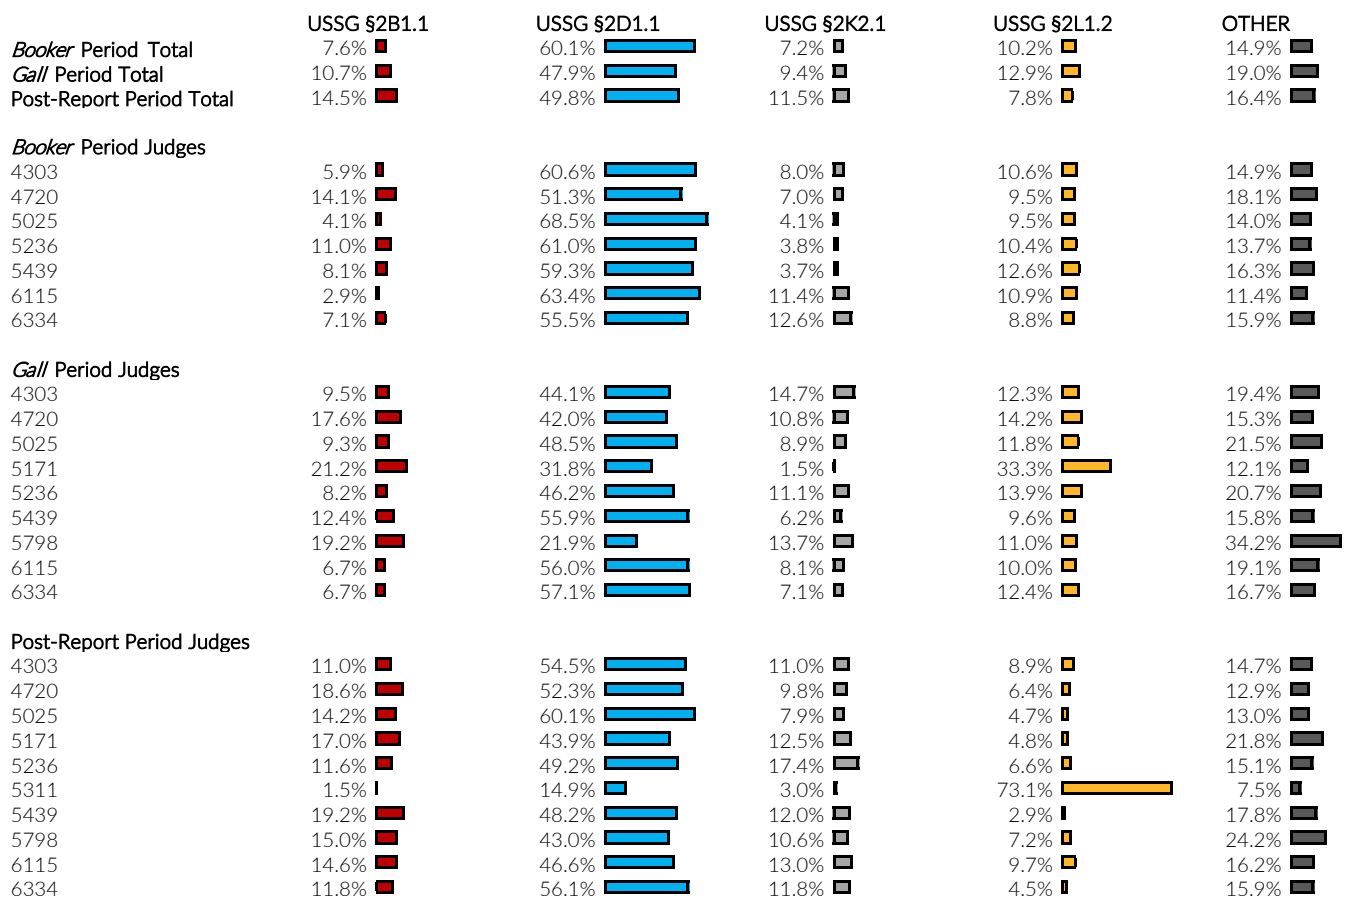 USSG §2B1.1 USSG §2D1.1 USSG §2K2.1 USSG §2L1.2 OTHER
Booker Period Total 7.6% 60.1% 7.2% 10.2% 14.9%
Gall Period Total 10.7% 47.9% 9.4% 12.9% 19.0%
Post-Report Period Total 14.5% 49.8% 11.5% 7.8% 16.4%
Booker Period Judges
4303 5.9% 60.6% 8.0% 10.6% 14.9%
4720 14.1% 51.3% 7.0% 9.5% 18.1%
5025 4.1% 68.5% 4.1% 9.5% 14.0%
5236 11.0% 61.0% 3.8% 10.4% 13.7%
5439 8.1% 59.3% 3.7% 12.6% 16.3%
6115 2.9% 63.4% 11.4% 10.9% 11.4%
6334 7.1% 55.5% 12.6% 8.8% 15.9%
Gall Period Judges
4303 9.5% 44.1% 14.7% 12.3% 19.4%
4720 17.6% 42.0% 10.8% 14.2% 15.3%
5025 9.3% 48.5% 8.9% 11.8% 21.5%
5171 21.2% 31.8% 1.5% 33.3% 12.1%
5236 8.2% 46.2% 11.1% 13.9% 20.7%
5439 12.4% 55.9% 6.2% 9.6% 15.8%
5798 19.2% 21.9% 13.7% 11.0% 34.2%
6115 6.7% 56.0% 8.1% 10.0% 19.1%
6334 6.7% 57.1% 7.1% 12.4% 16.7%
Post-Report Period Judges
4303 11.0% 54.5% 11.0% 8.9% 14.7%
4720 18.6% 52.3% 9.8% 6.4% 12.9%
5025 14.2% 60.1% 7.9% 4.7% 13.0%
5171 17.0% 43.9% 12.5% 4.8% 21.8%
5236 11.6% 49.2% 17.4% 6.6% 15.1%
5311 1.5% 14.9% 3.0% 73.1% 7.5%
5439 19.2% 48.2% 12.0% 2.9% 17.8%
5798 15.0% 43.0% 10.6% 7.2% 24.2%
6115 14.6% 46.6% 13.0% 9.7% 16.2%
6334 11.8% 56.1% 11.8% 4.5% 15.9%